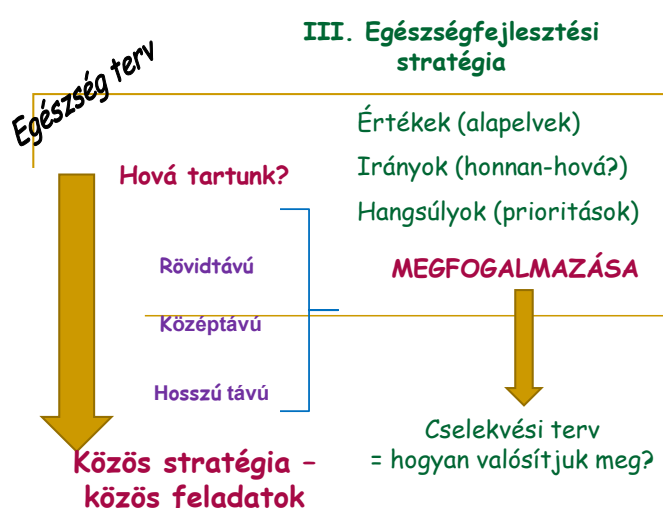 III. Egészségfejlesztési
stratégia
Egészség terv
Értékek (alapelvek)
Hová tartunk?
Irányok (honnan-hová?)
Hangsúlyok (prioritások)
Rövidtávú
MEGFOGALMAZÁSA
Középtávú
Hosszú távú
Cselekvési terv
= hogyan valósítjuk meg?
Közös stratégia –
közös feladatok